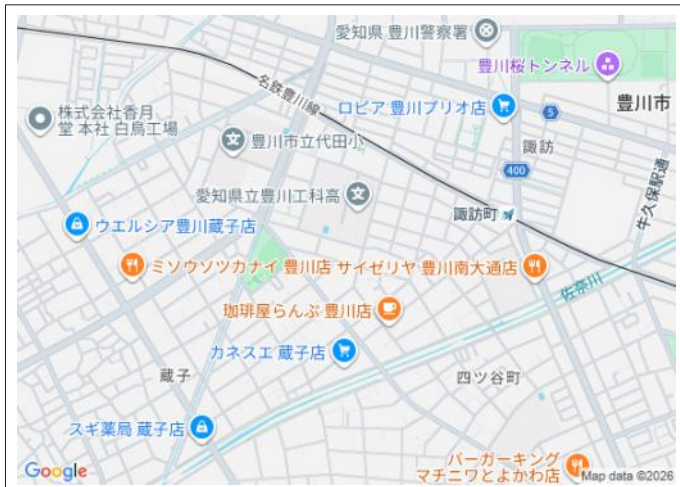 愛知県 豊川警察署
豊川桜トンネル
名鉄豊川線
ロピア 豊川プリオ店
豊川市
5
株式会社香月
堂 本社 白鳥工場
豊川市立代田小
諏訪
400
愛知県立豊川工科高
諏訪町
牛久保駅通
ウエルシア豊川蔵子店
ミソウソツカナイ 豊川店
サイゼリヤ 豊川南大通店
佐奈川
珈琲屋らんぷ 豊川店
カネスエ 蔵子店
蔵子
四ツ谷町
スギ薬局 蔵子店
バーガーキング
マチニワとよかわ店
Google
Map data ©2026